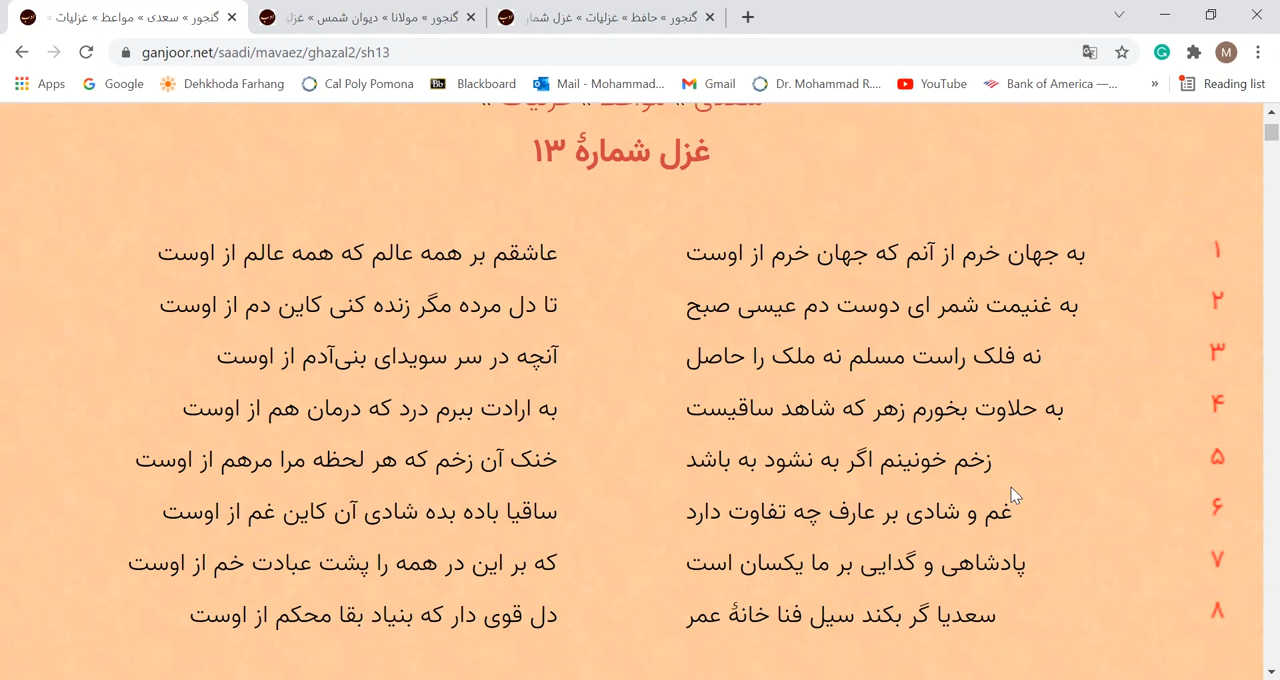 گنجور » سعدی » مواعظ » غزلیات »
گنجور » مولانا » دیوان شمس »
گنجور » حافظ » غزلیات » غزل شمار
ganjoor.net/saadi/mavaez/ghazal2/sh13
M
Apps Google Dehkhoda Farhang Cal Poly Pomona Bb Blackboard Mail - Mohammad... Gmail Dr. Mohammad R.... YouTube Bank of America —... » Reading list
سعدی » مواعظ » غزلیات »
غزل شمارهٔ ۱۳
۱ به جهان خرم از آنم که جهان خرم از اوست عاشقم بر همه عالم که همه عالم از اوست
۲ به غنیمت شمر ای دوست دم عیسی صبح تا دل مرده مگر زنده کنی کاین دم از اوست
۳ نه فلک راست مسلم نه ملک را حاصل آنچه در سر سویدای بنی‌آدم از اوست
۴ به حلاوت بخورم زهر که شاهد ساقیست به ارادت ببرم درد که درمان هم از اوست
۵ زخم خونینم اگر به نشود به باشد خنک آن زخم که هر لحظه مرا مرهم از اوست
۶ غم و شادی بر عارف چه تفاوت دارد ساقیا باده بده شادی آن کاین غم از اوست
۷ پادشاهی و گدایی بر ما یکسان است که بر این در همه را پشت عبادت خم از اوست
۸ سعدیا گر بکند سیل فنا خانهٔ عمر دل قوی دار که بنیاد بقا محکم از اوست